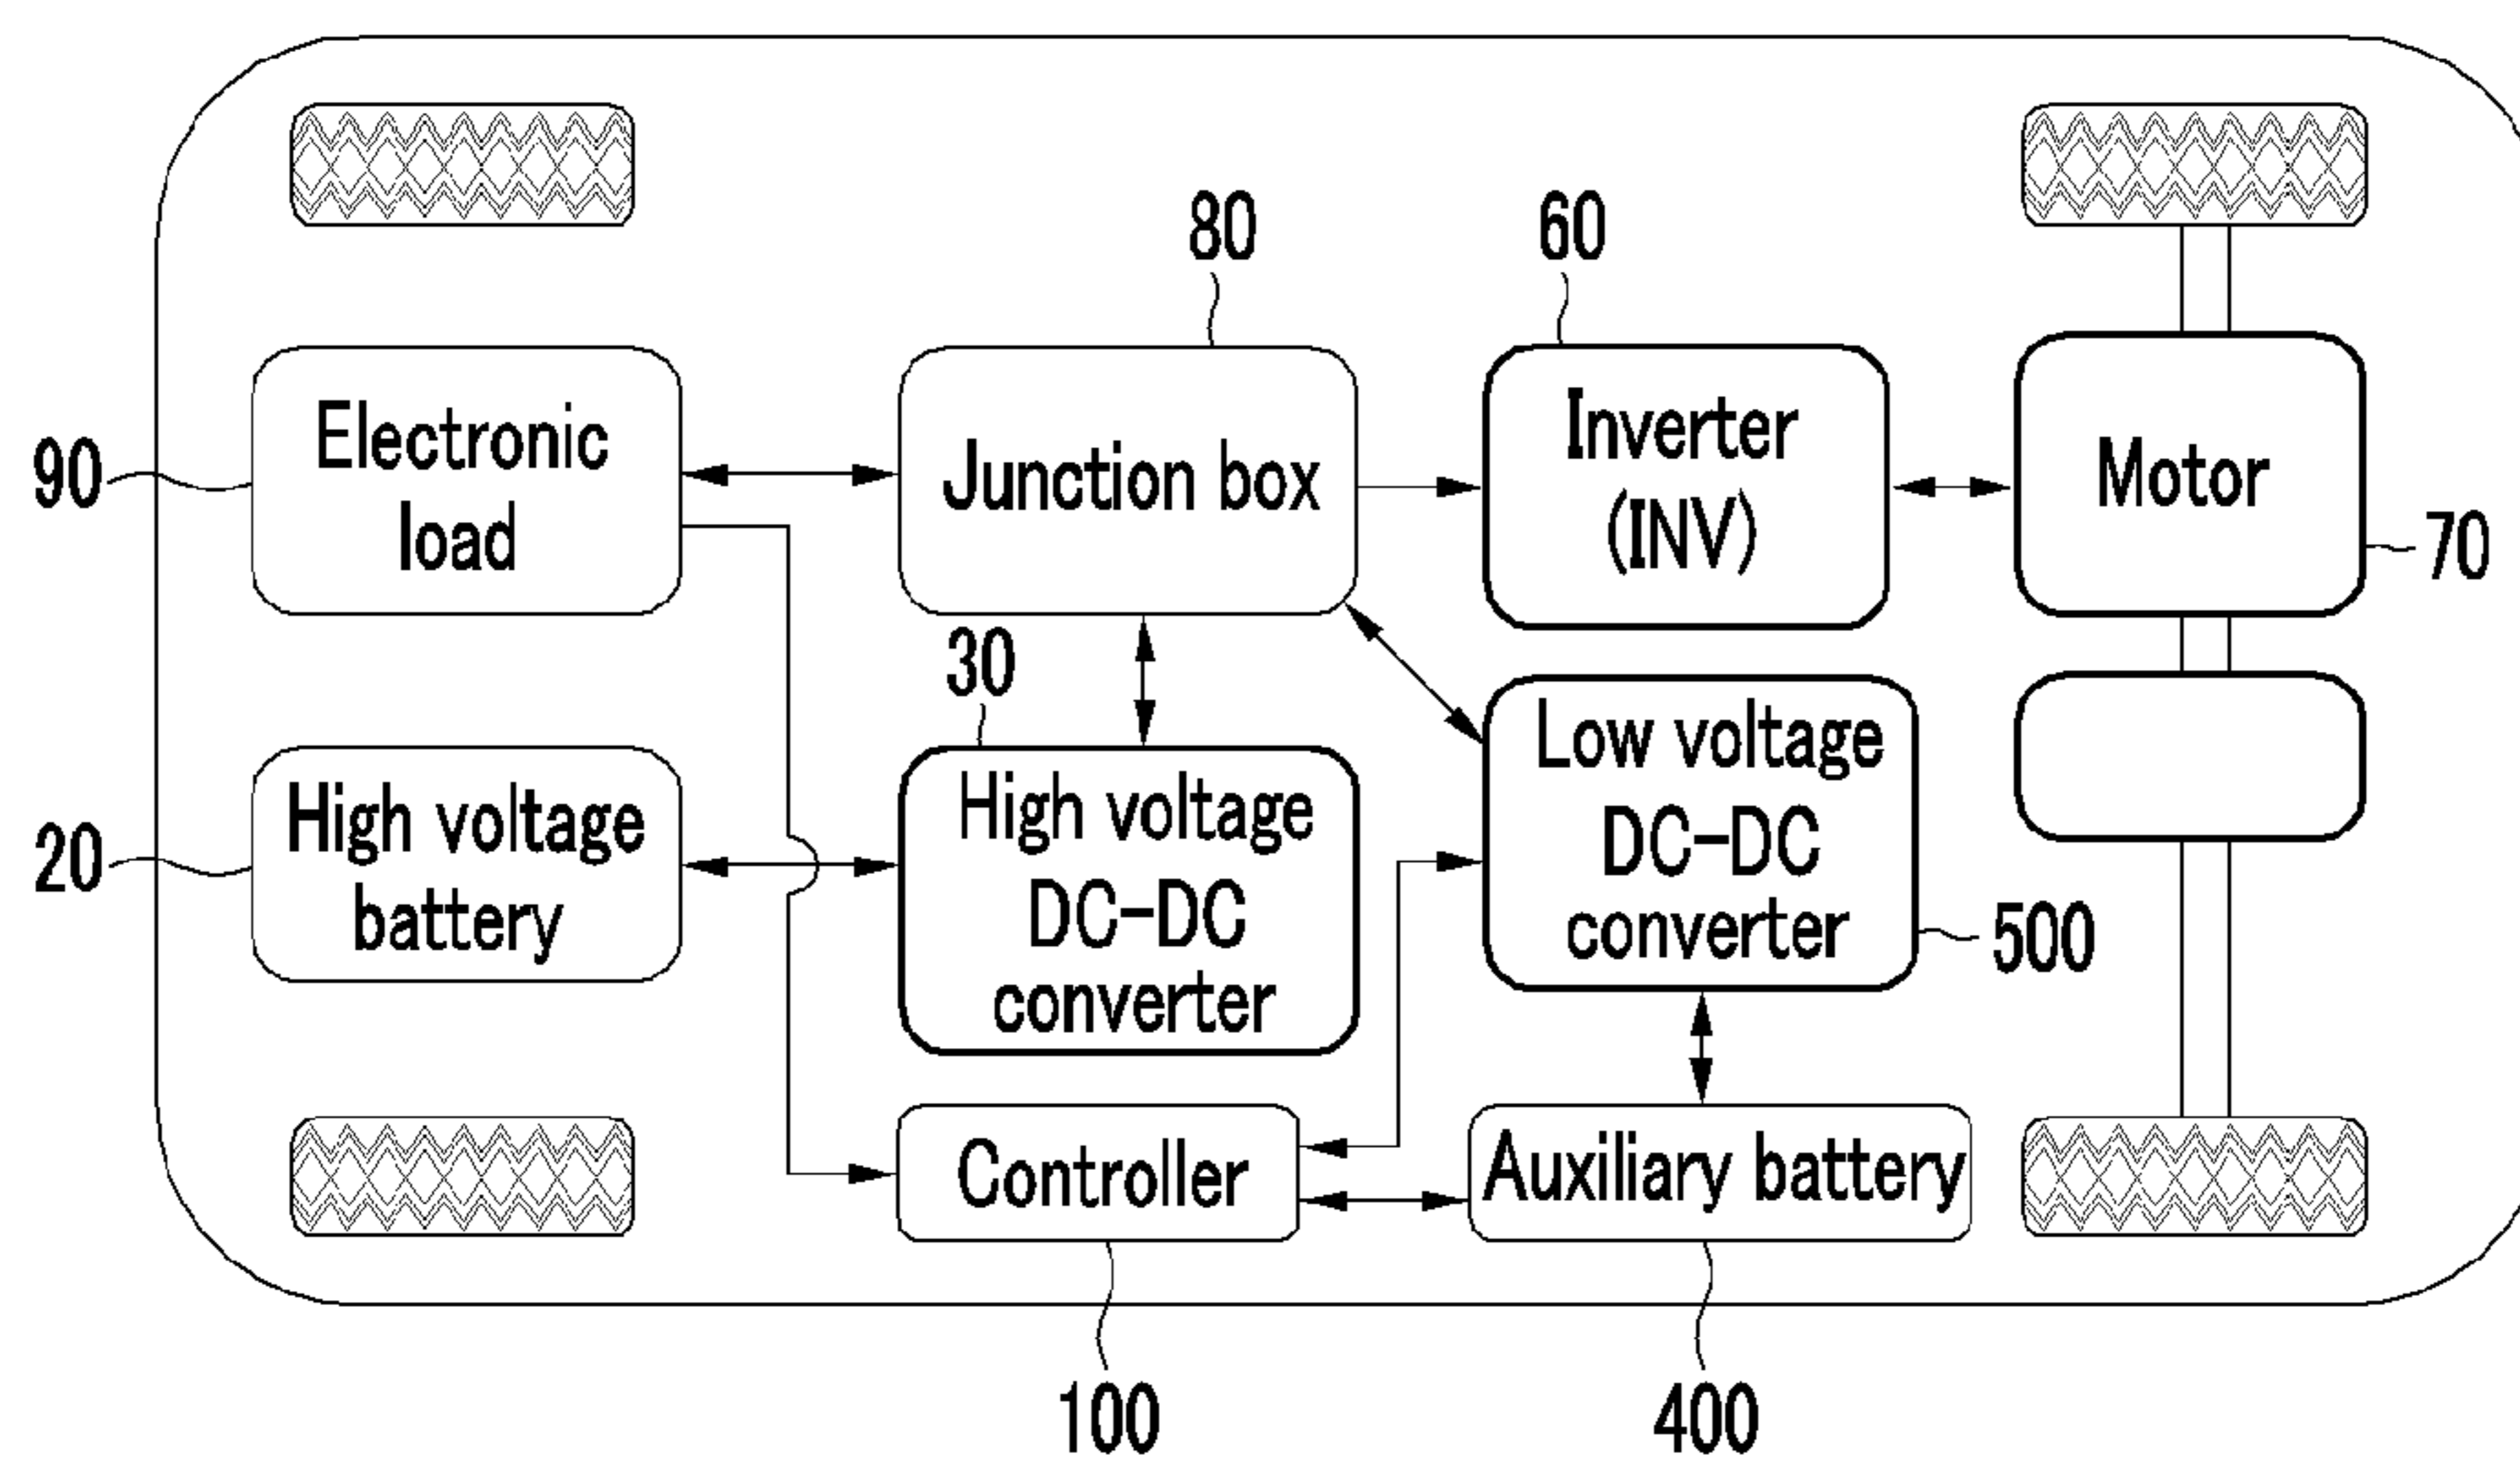 80
60
90
Electronic
load
Junction box
Inverter
(INV)
Motor
70
30
20
High voltage
battery
High voltage
DC-DC
converter
Low voltage
DC-DC
converter
500
Controller
Auxiliary battery
100
400